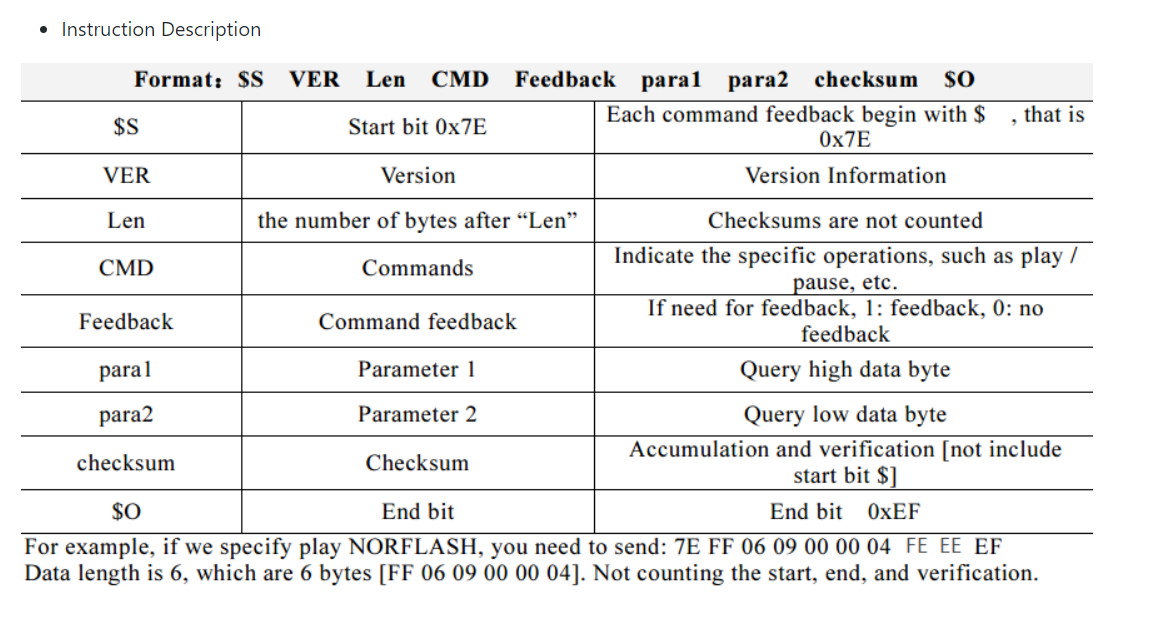 Instruction Description
Format: $S VER Len CMD Feedback para1 para2 checksum $O
$S Start bit 0x7E Each command feedback begin with $ , that is
0x7E
VER Version Version Information
Len the number of bytes after “Len” Checksums are not counted
CMD Commands Indicate the specific operations, such as play /
pause, etc.
Feedback Command feedback If need for feedback, 1: feedback, 0: no
feedback
para1 Parameter 1 Query high data byte
para2 Parameter 2 Query low data byte
checksum Checksum Accumulation and verification [not include
start bit $]
$O End bit End bit 0xEF
For example, if we specify play NORFLASH, you need to send: 7E FF 06 09 00 00 04 FE EE EF
Data length is 6, which are 6 bytes [FF 06 09 00 00 04]. Not counting the start, end, and verification.